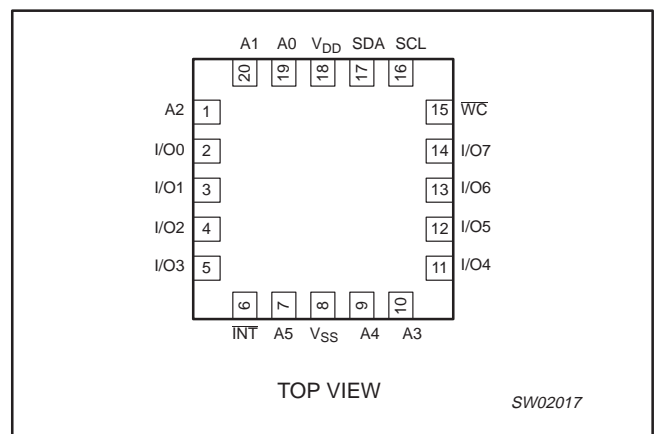 A1 A0 VDD SDA SCL
20 19 18 17 16
A2 1 15 W̅C̅
I/O0 2 14 I/O7
I/O1 3 13 I/O6
I/O2 4 12 I/O5
I/O3 5 11 I/O4
6 7 8 9 10
I̅N̅T̅ A5 VSS A4 A3
TOP VIEW
SW02017